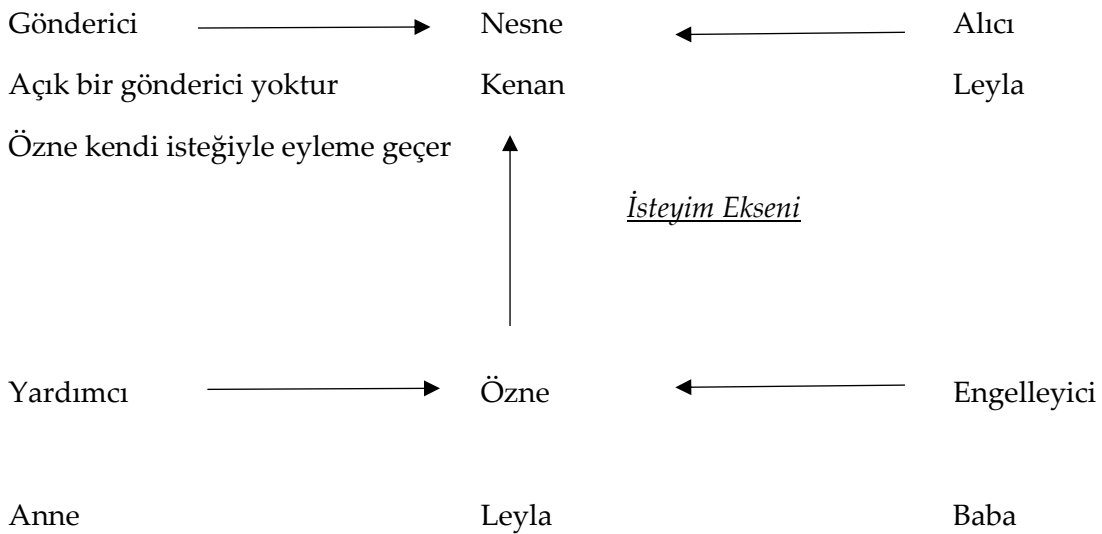 Gönderici Nesne Alıcı
Açık bir gönderici yoktur Kenan Leyla
Özne kendi isteğiyle eyleme geçer
İsteyim Ekseni
Yardımcı Özne Engelleyici
Anne Leyla Baba